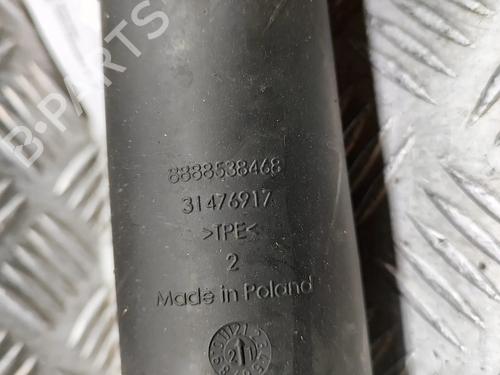 B-PARTS
8888538468
31476917
>TPE<
2
Made in Poland